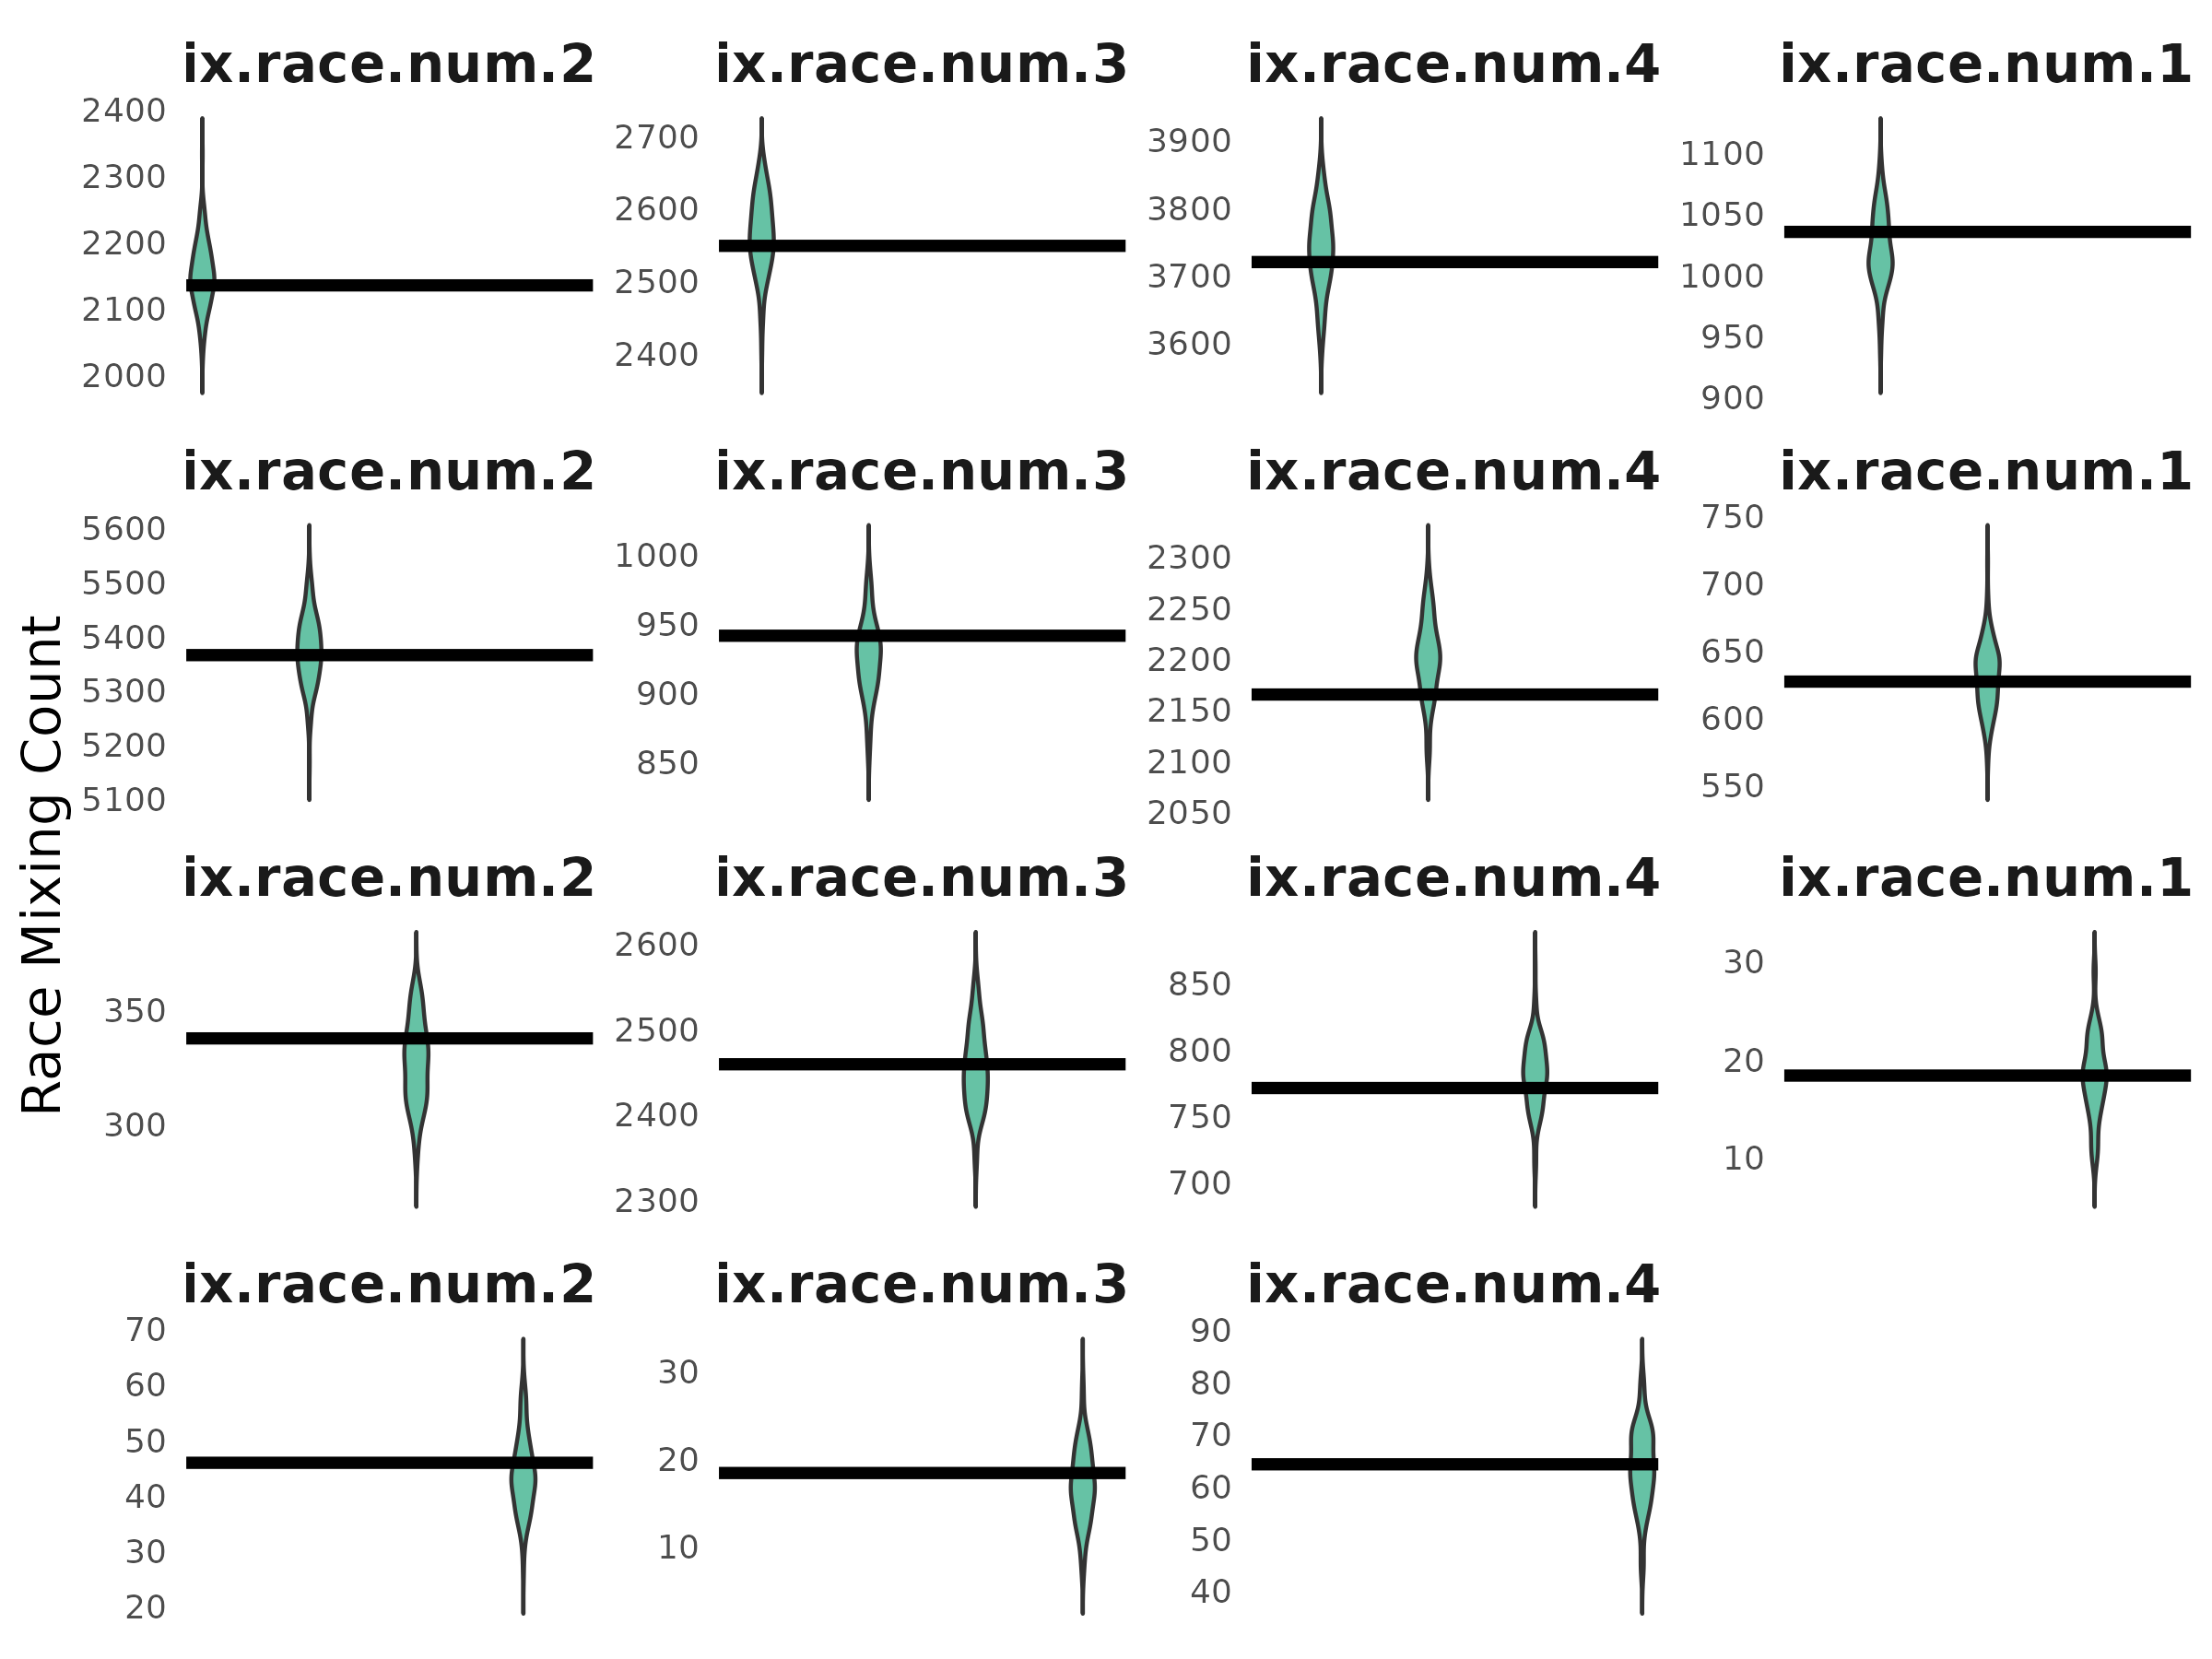 ix.race.num.2 ix.race.num.3 ix.race.num.4 ix.race.num.1
2400 2300 2200 2100 2000
2700 2600 2500 2400
3900 3800 3700 3600
1100 1050 1000 950 900
ix.race.num.2 ix.race.num.3 ix.race.num.4 ix.race.num.1
5600 5500 5400 5300 5200 5100
1000 950 900 850
2300 2250 2200 2150 2100 2050
750 700 650 600 550
Race Mixing Count
ix.race.num.2 ix.race.num.3 ix.race.num.4 ix.race.num.1
350 300
2600 2500 2400 2300
850 800 750 700
30 20 10
ix.race.num.2 ix.race.num.3 ix.race.num.4
70 60 50 40 30 20
30 20 10
90 80 70 60 50 40